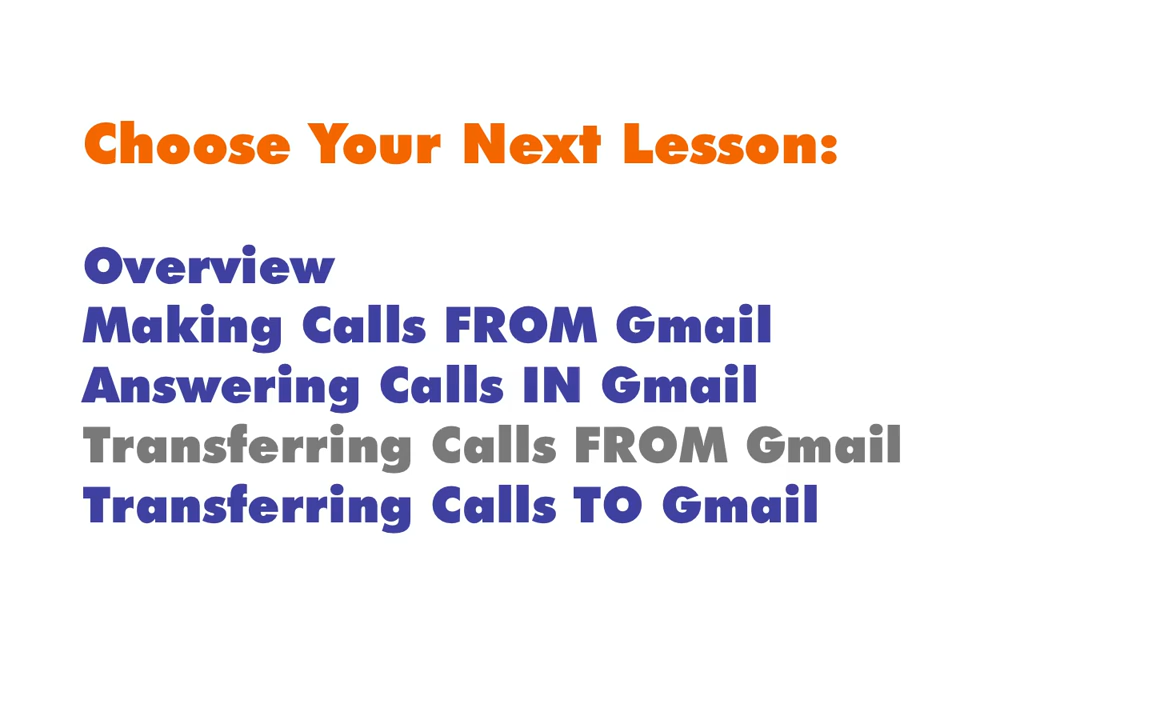 Choose Your Next Lesson:
Overview
Making Calls FROM Gmail
Answering Calls IN Gmail
Transferring Calls FROM Gmail
Transferring Calls TO Gmail